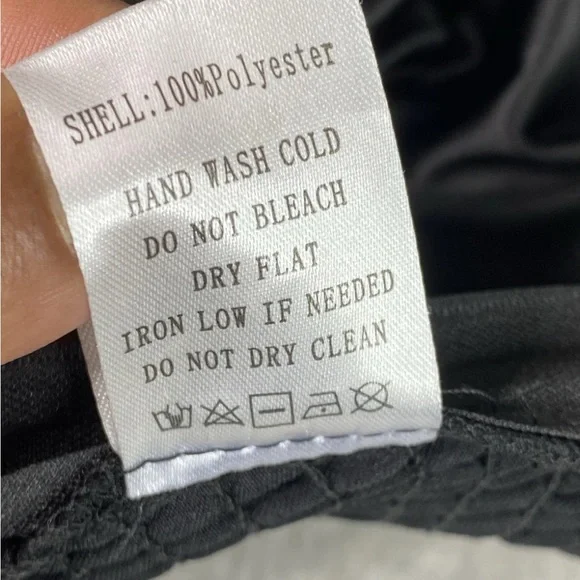 SHELL:100%Polyester
HAND WASH COLD
DO NOT BLEACH
DRY FLAT
IRON LOW IF NEEDED
DO NOT DRY CLEAN